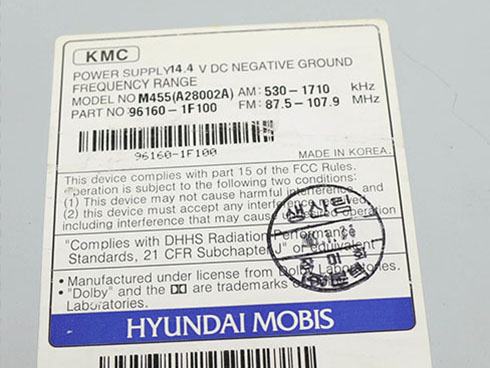 KMC
POWER SUPPLY 14.4 V DC NEGATIVE GROUND
FREQUENCY RANGE
MODEL NO M455(A28002A) AM: 530-1710 kHz
PART NO 96160-1F100 FM: 87.5-107.9 MHz
96160-1F100 MADE IN KOREA.
This device complies with part 15 of the FCC Rules.
Operation is subject to the following two conditions:
(1) This device may not cause harmful interference, and
(2) this device must accept any interference received,
including interference that may cause undesired operation
"Complies with DHHS Radiation Performance
Standards, 21 CFR Subchapter J" or equivalent
• Manufactured under license from Dolby Laboratories.
• "Dolby" and the DD are trademarks of Dolby
Laboratories.
HYUNDAI MOBIS